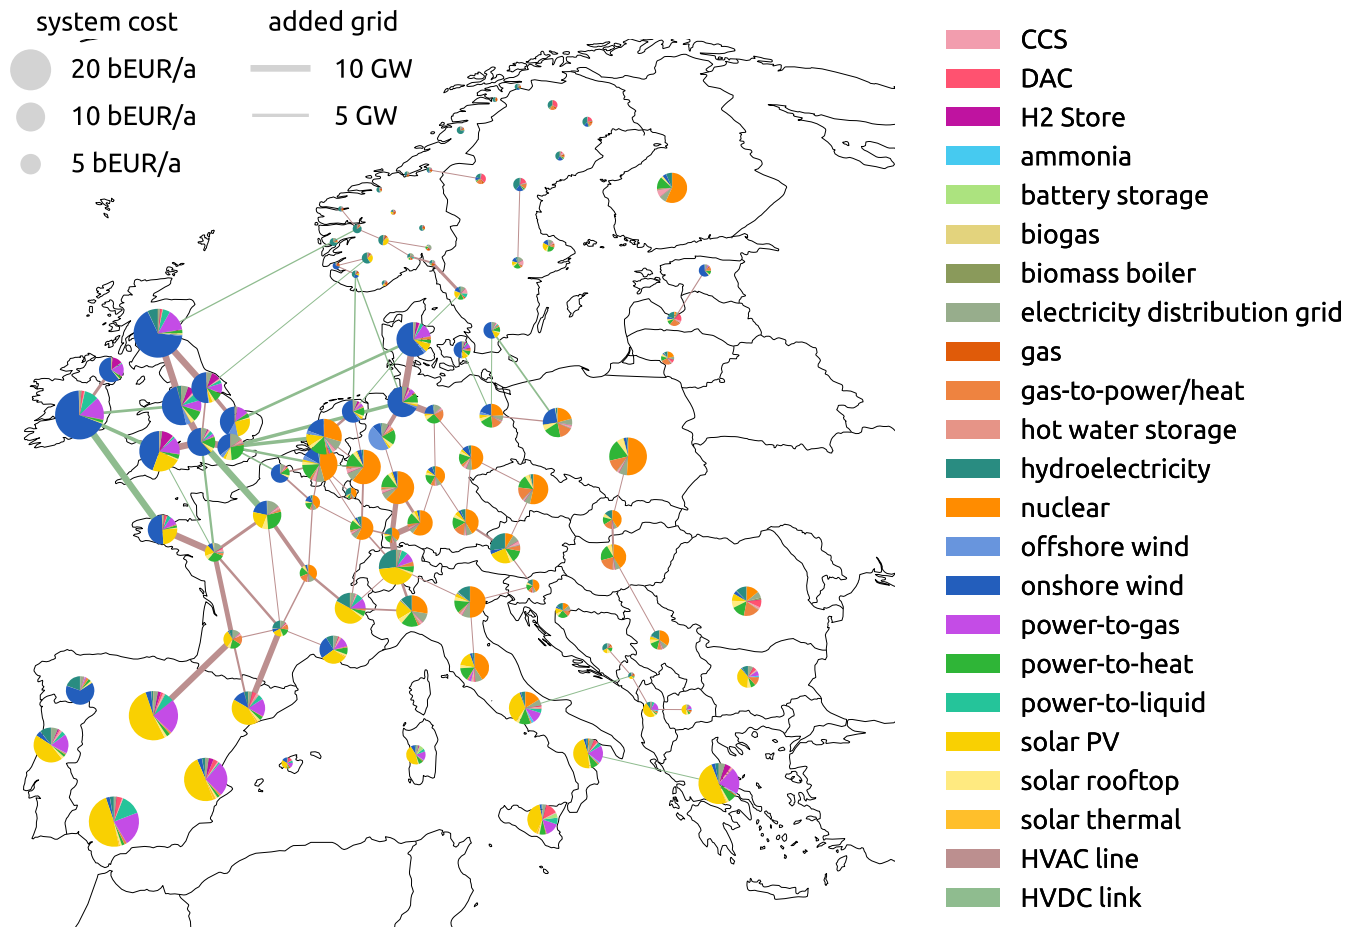 system cost
20 bEUR/a
10 bEUR/a
5 bEUR/a
added grid
10 GW
5 GW
CCS
DAC
H2 Store
ammonia
battery storage
biogas
biomass boiler
electricity distribution grid
gas
gas-to-power/heat
hot water storage
hydroelectricity
nuclear
offshore wind
onshore wind
power-to-gas
power-to-heat
power-to-liquid
solar PV
solar rooftop
solar thermal
HVAC line
HVDC link